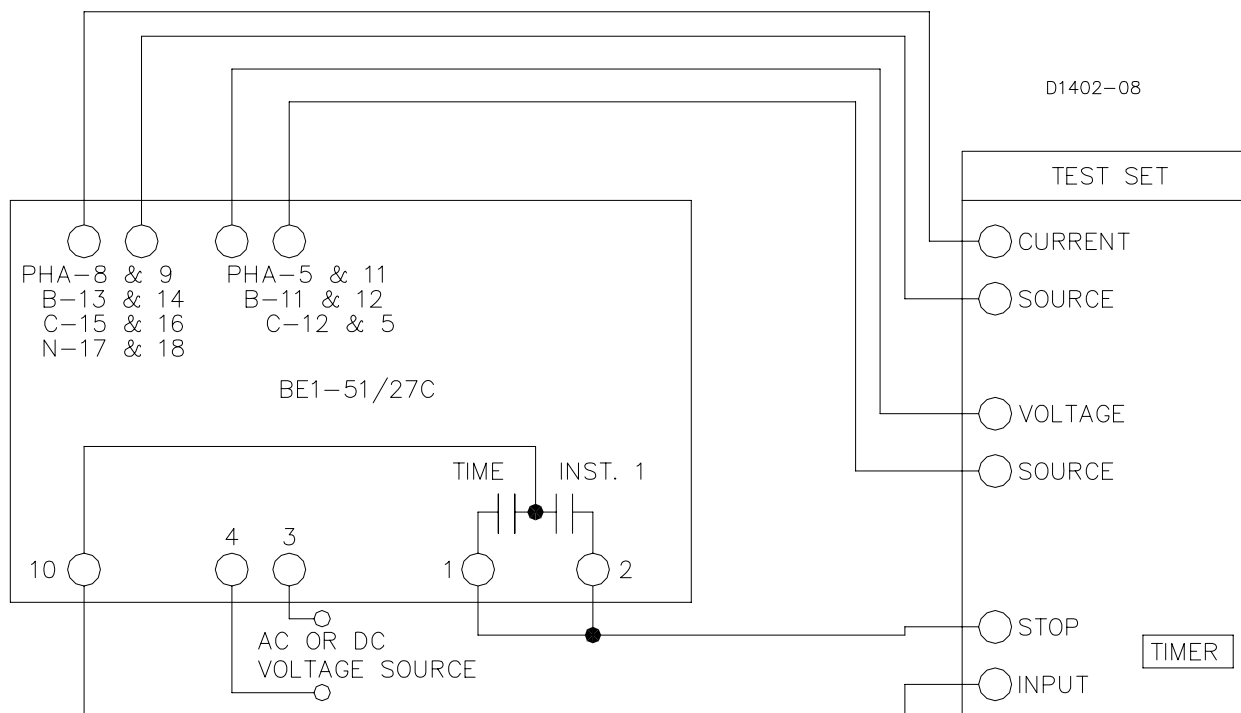 D1402-08
TEST SET
CURRENT
SOURCE
PHA-8 & 9
B-13 & 14
C-15 & 16
N-17 & 18
PHA-5 & 11
B-11 & 12
C-12 & 5
BE1-51/27C
VOLTAGE
SOURCE
TIME
INST. 1
10
4
3
1
2
AC OR DC
VOLTAGE SOURCE
STOP
TIMER
INPUT